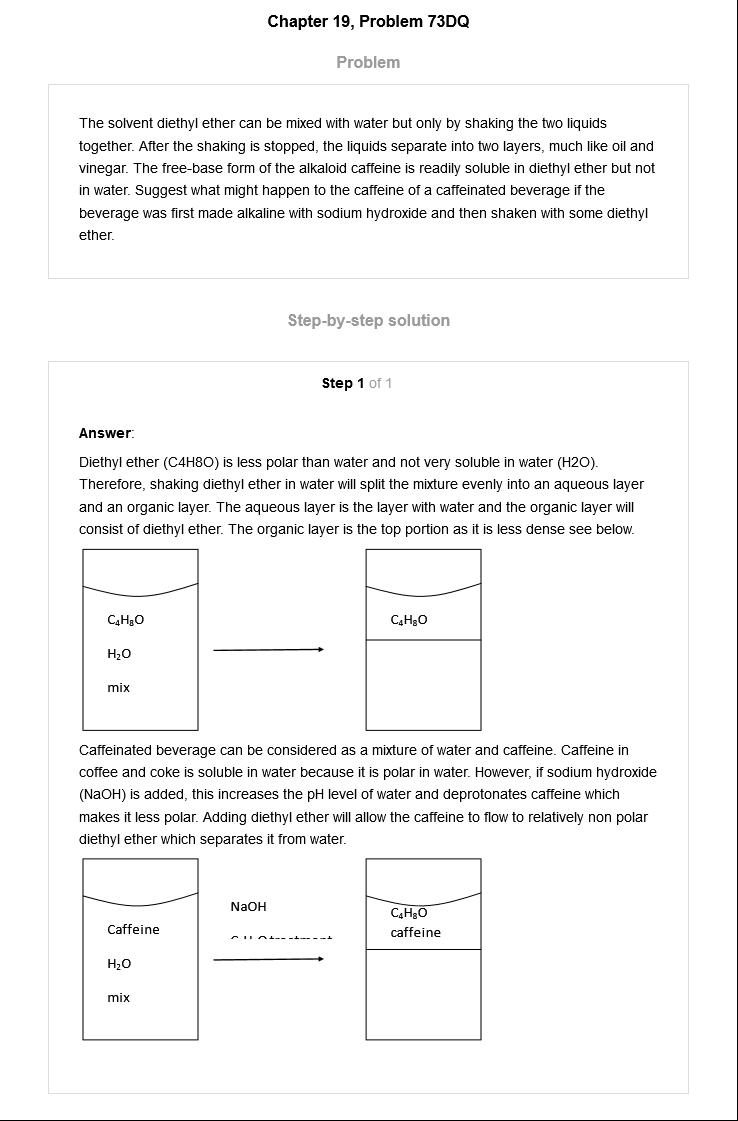 Chapter 19, Problem 73DQ
Problem
The solvent diethyl ether can be mixed with water but only by shaking the two liquids
together. After the shaking is stopped, the liquids separate into two layers, much like oil and
vinegar. The free-base form of the alkaloid caffeine is readily soluble in diethyl ether but not
in water. Suggest what might happen to the caffeine of a caffeinated beverage if the
beverage was first made alkaline with sodium hydroxide and then shaken with some diethyl
ether.
Step-by-step solution
Step 1 of 1
Answer:
Diethyl ether (C4H8O) is less polar than water and not very soluble in water (H2O).
Therefore, shaking diethyl ether in water will split the mixture evenly into an aqueous layer
and an organic layer. The aqueous layer is the layer with water and the organic layer will
consist of diethyl ether. The organic layer is the top portion as it is less dense see below.
C₄H₈O
H₂O
mix
C₄H₈O
Caffeinated beverage can be considered as a mixture of water and caffeine. Caffeine in
coffee and coke is soluble in water because it is polar in water. However, if sodium hydroxide
(NaOH) is added, this increases the pH level of water and deprotonates caffeine which
makes it less polar. Adding diethyl ether will allow the caffeine to flow to relatively non polar
diethyl ether which separates it from water.
Caffeine
H₂O
mix
NaOH
C₄H₈O
caffeine